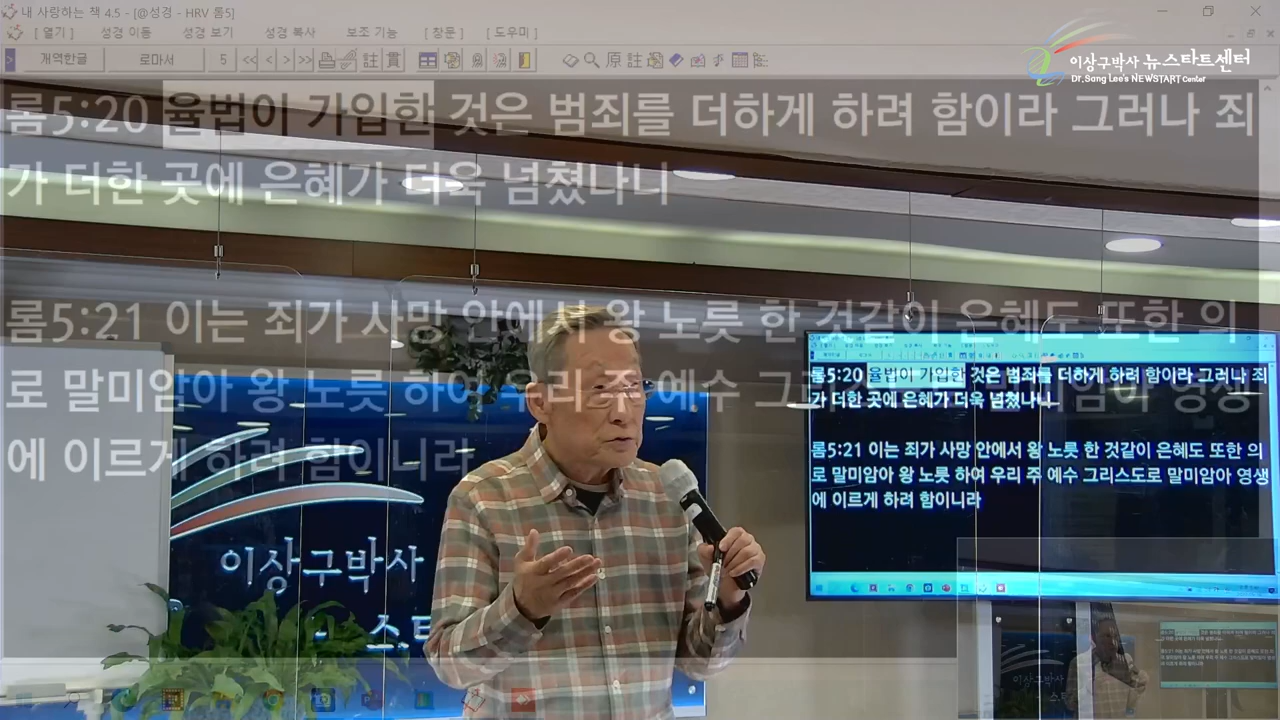 내 사랑하는 책 4.5 - [@성경 - HRV 롬5]
[ 열기 ] 성경 이동 성경 보기 성경 복사 보조 기능 [ 창문 ] [ 도우미 ]
개역한글 로마서 5 << < > >> 註 貫 原 註
이상구박사 뉴스타트센터
Dr.Sang Lee's NEWSTART Center
롬5:20 율법이 가입한 것은 범죄를 더하게 하려 함이라 그러나 죄
가 더한 곳에 은혜가 더욱 넘쳤나니
롬5:21 이는 죄가 사망 안에서 왕 노릇 한 것같이 은혜도 또한 의
로 말미암아 왕 노릇 하여 우리 주 예수 그
에 이르게 하려 함이니라
롬5:20 율법이 가입한 것은 범죄를 더하게 하려 함이라 그러나 죄
가 더한 곳에 은혜가 더욱 넘쳤나니
롬5:21 이는 죄가 사망 안에서 왕 노릇 한 것같이 은혜도 또한 의
로 말미암아 왕 노릇 하여 우리 주 예수 그리스도로 말미암아 영생
에 이르게 하려 함이니라
이상구박사
스타